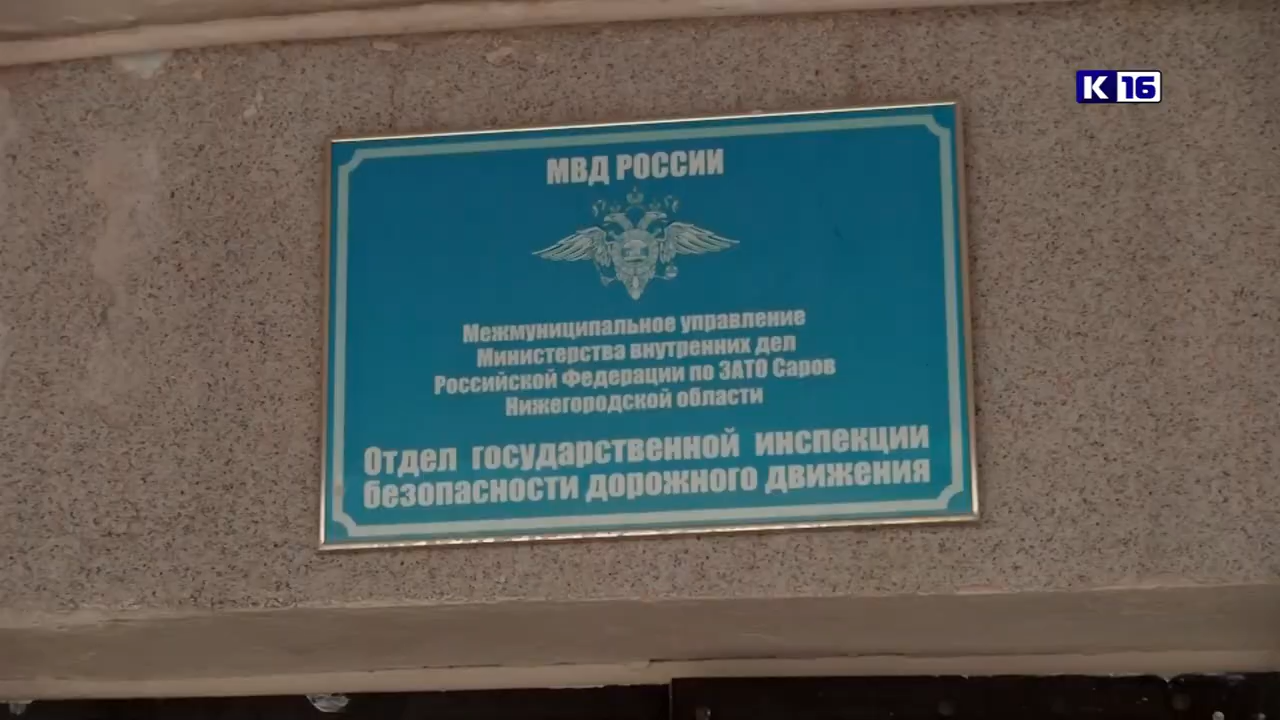 К 16
МВД РОССИИ
Межмуниципальное управление
Министерства внутренних дел
Российской Федерации по ЗАТО Саров
Нижегородской области
Отдел государственной инспекции
безопасности дорожного движения